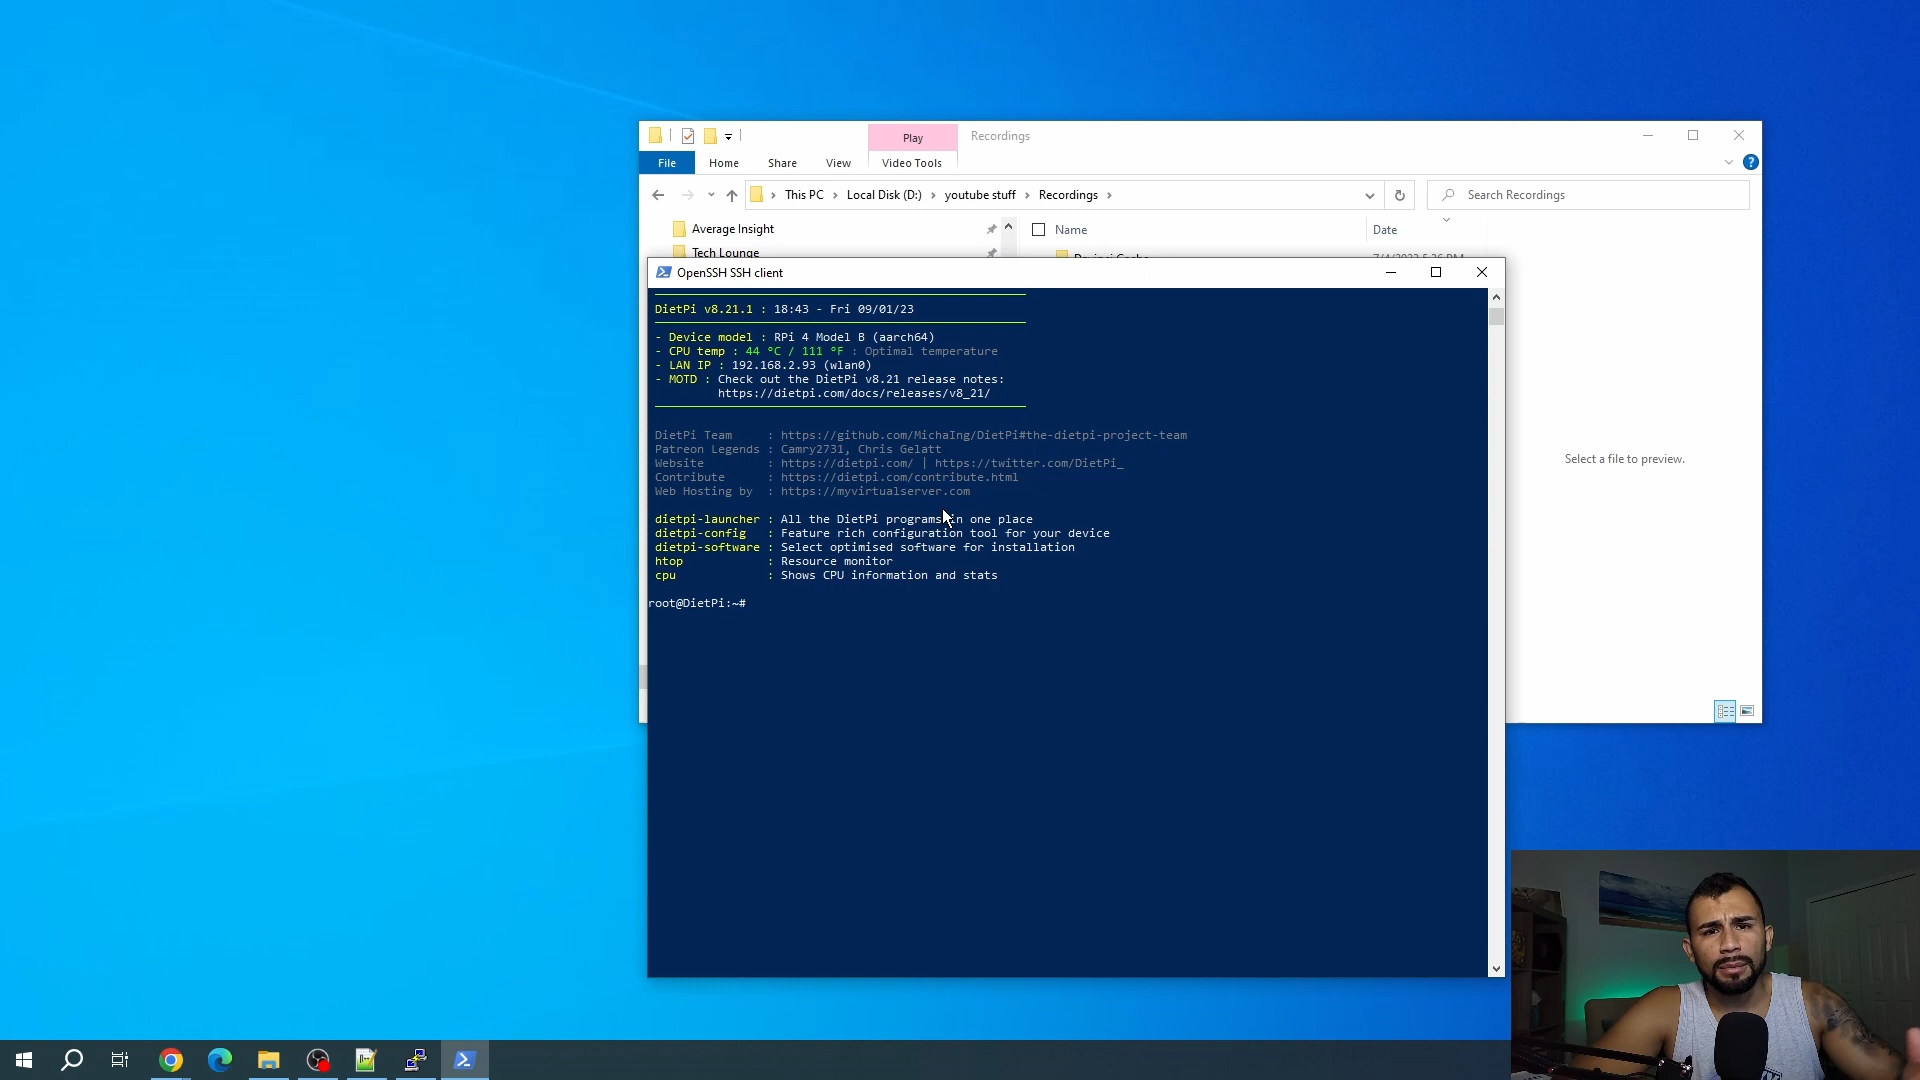 Play
Recordings
File
Home
Share
View
Video Tools
This PC
Local Disk (D:)
youtube stuff
Recordings
Search Recordings
Average Insight
Tech Lounge
Name
Date
OpenSSH SSH client
DietPi v8.21.1 : 18:43 - Fri 09/01/23
- Device model : RPi 4 Model B (aarch64)
- CPU temp : 44 °C / 111 °F : Optimal temperature
- LAN IP : 192.168.2.93 (wlan0)
- MOTD : Check out the DietPi v8.21 release notes:
https://dietpi.com/docs/releases/v8_21/
DietPi Team : https://github.com/MichaIng/DietPi#the-dietpi-project-team
Patreon Legends : Camry2731, Chris Gelatt
Website : https://dietpi.com/ | https://twitter.com/DietPi_
Contribute : https://dietpi.com/contribute.html
Web Hosting by : https://myvirtualserver.com
dietpi-launcher : All the DietPi programs in one place
dietpi-config : Feature rich configuration tool for your device
dietpi-software : Select optimised software for installation
htop : Resource monitor
cpu : Shows CPU information and stats
root@DietPi:~#
Select a file to preview.